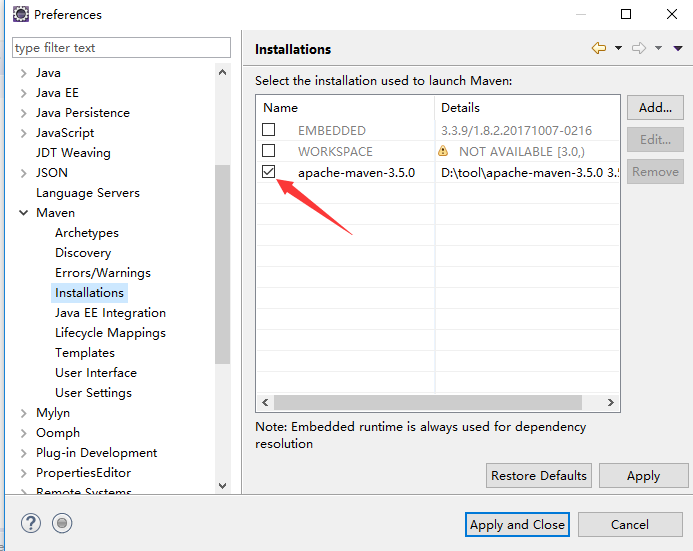 Preferences
type filter text
Java
Java EE
Java Persistence
JavaScript
JDT Weaving
JSON
Language Servers
Maven
Archetypes
Discovery
Errors/Warnings
Installations
Java EE Integration
Lifecycle Mappings
Templates
User Interface
User Settings
Mylyn
Oomph
Plug-in Development
PropertiesEditor
Remote Systems
Installations
Select the installation used to launch Maven:
Name Details
EMBEDDED 3.3.9/1.8.2.20171007-0216
WORKSPACE NOT AVAILABLE [3.0,)
apache-maven-3.5.0 D:\tool\apache-maven-3.5.0 3.5
Add...
Edit...
Remove
Note: Embedded runtime is always used for dependency
resolution
Restore Defaults Apply
? Apply and Close Cancel